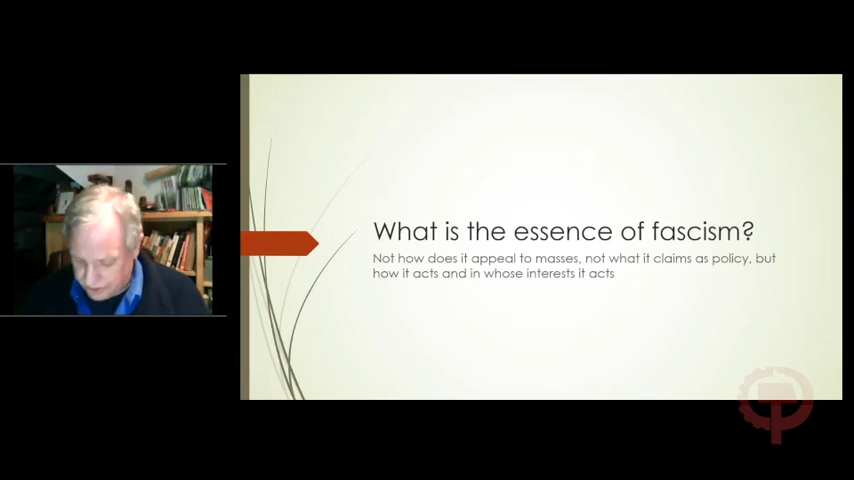 What is the essence of fascism?
Not how does it appeal to masses, not what it claims as policy, but
how it acts and in whose interests it acts